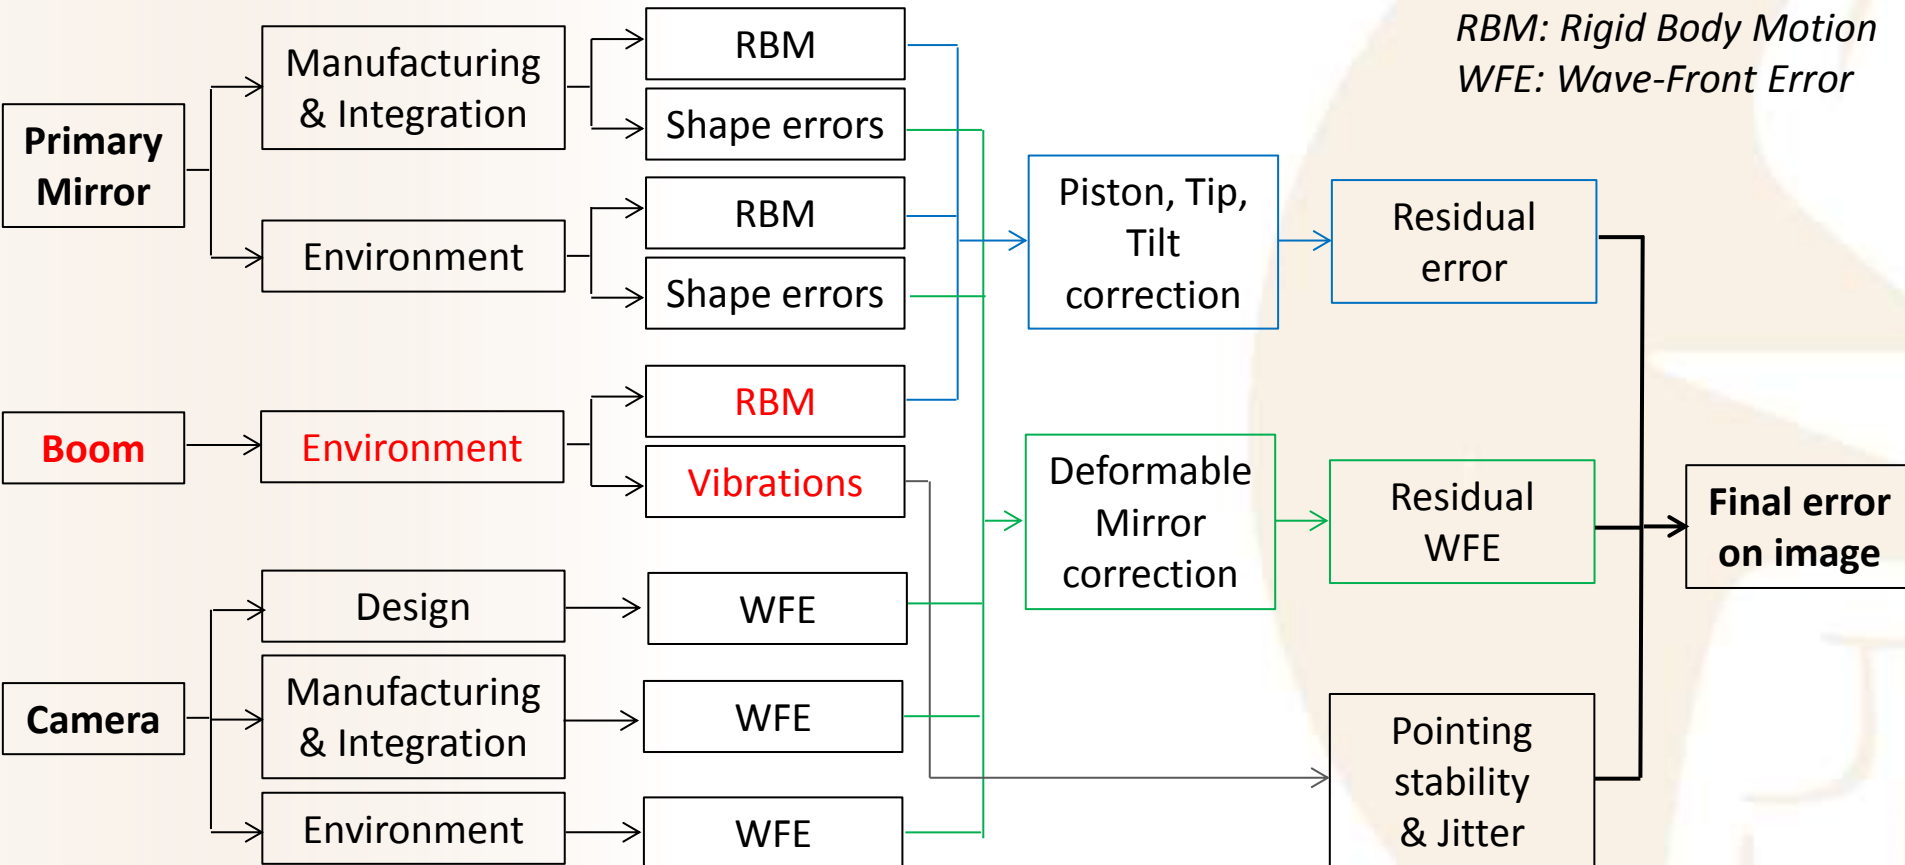 RBM: Rigid Body Motion
WFE: Wave-Front Error
Primary
Mirror
Manufacturing
& Integration
RBM
Shape errors
Environment
RBM
Shape errors
Boom
Environment
RBM
Vibrations
Camera
Design
WFE
Manufacturing
& Integration
WFE
Environment
WFE
Piston, Tip,
Tilt
correction
Residual
error
Deformable
Mirror
correction
Residual
WFE
Pointing
stability
& Jitter
Final error
on image